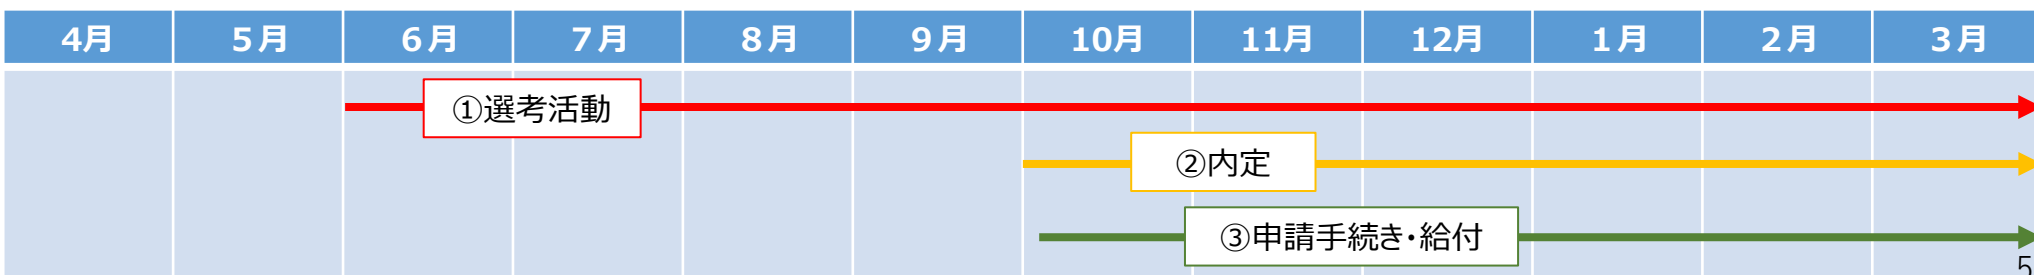 4月 5月 6月 7月 8月 9月 10月 11月 12月 1月 2月 3月
①選考活動
②内定
③申請手続き・給付
5